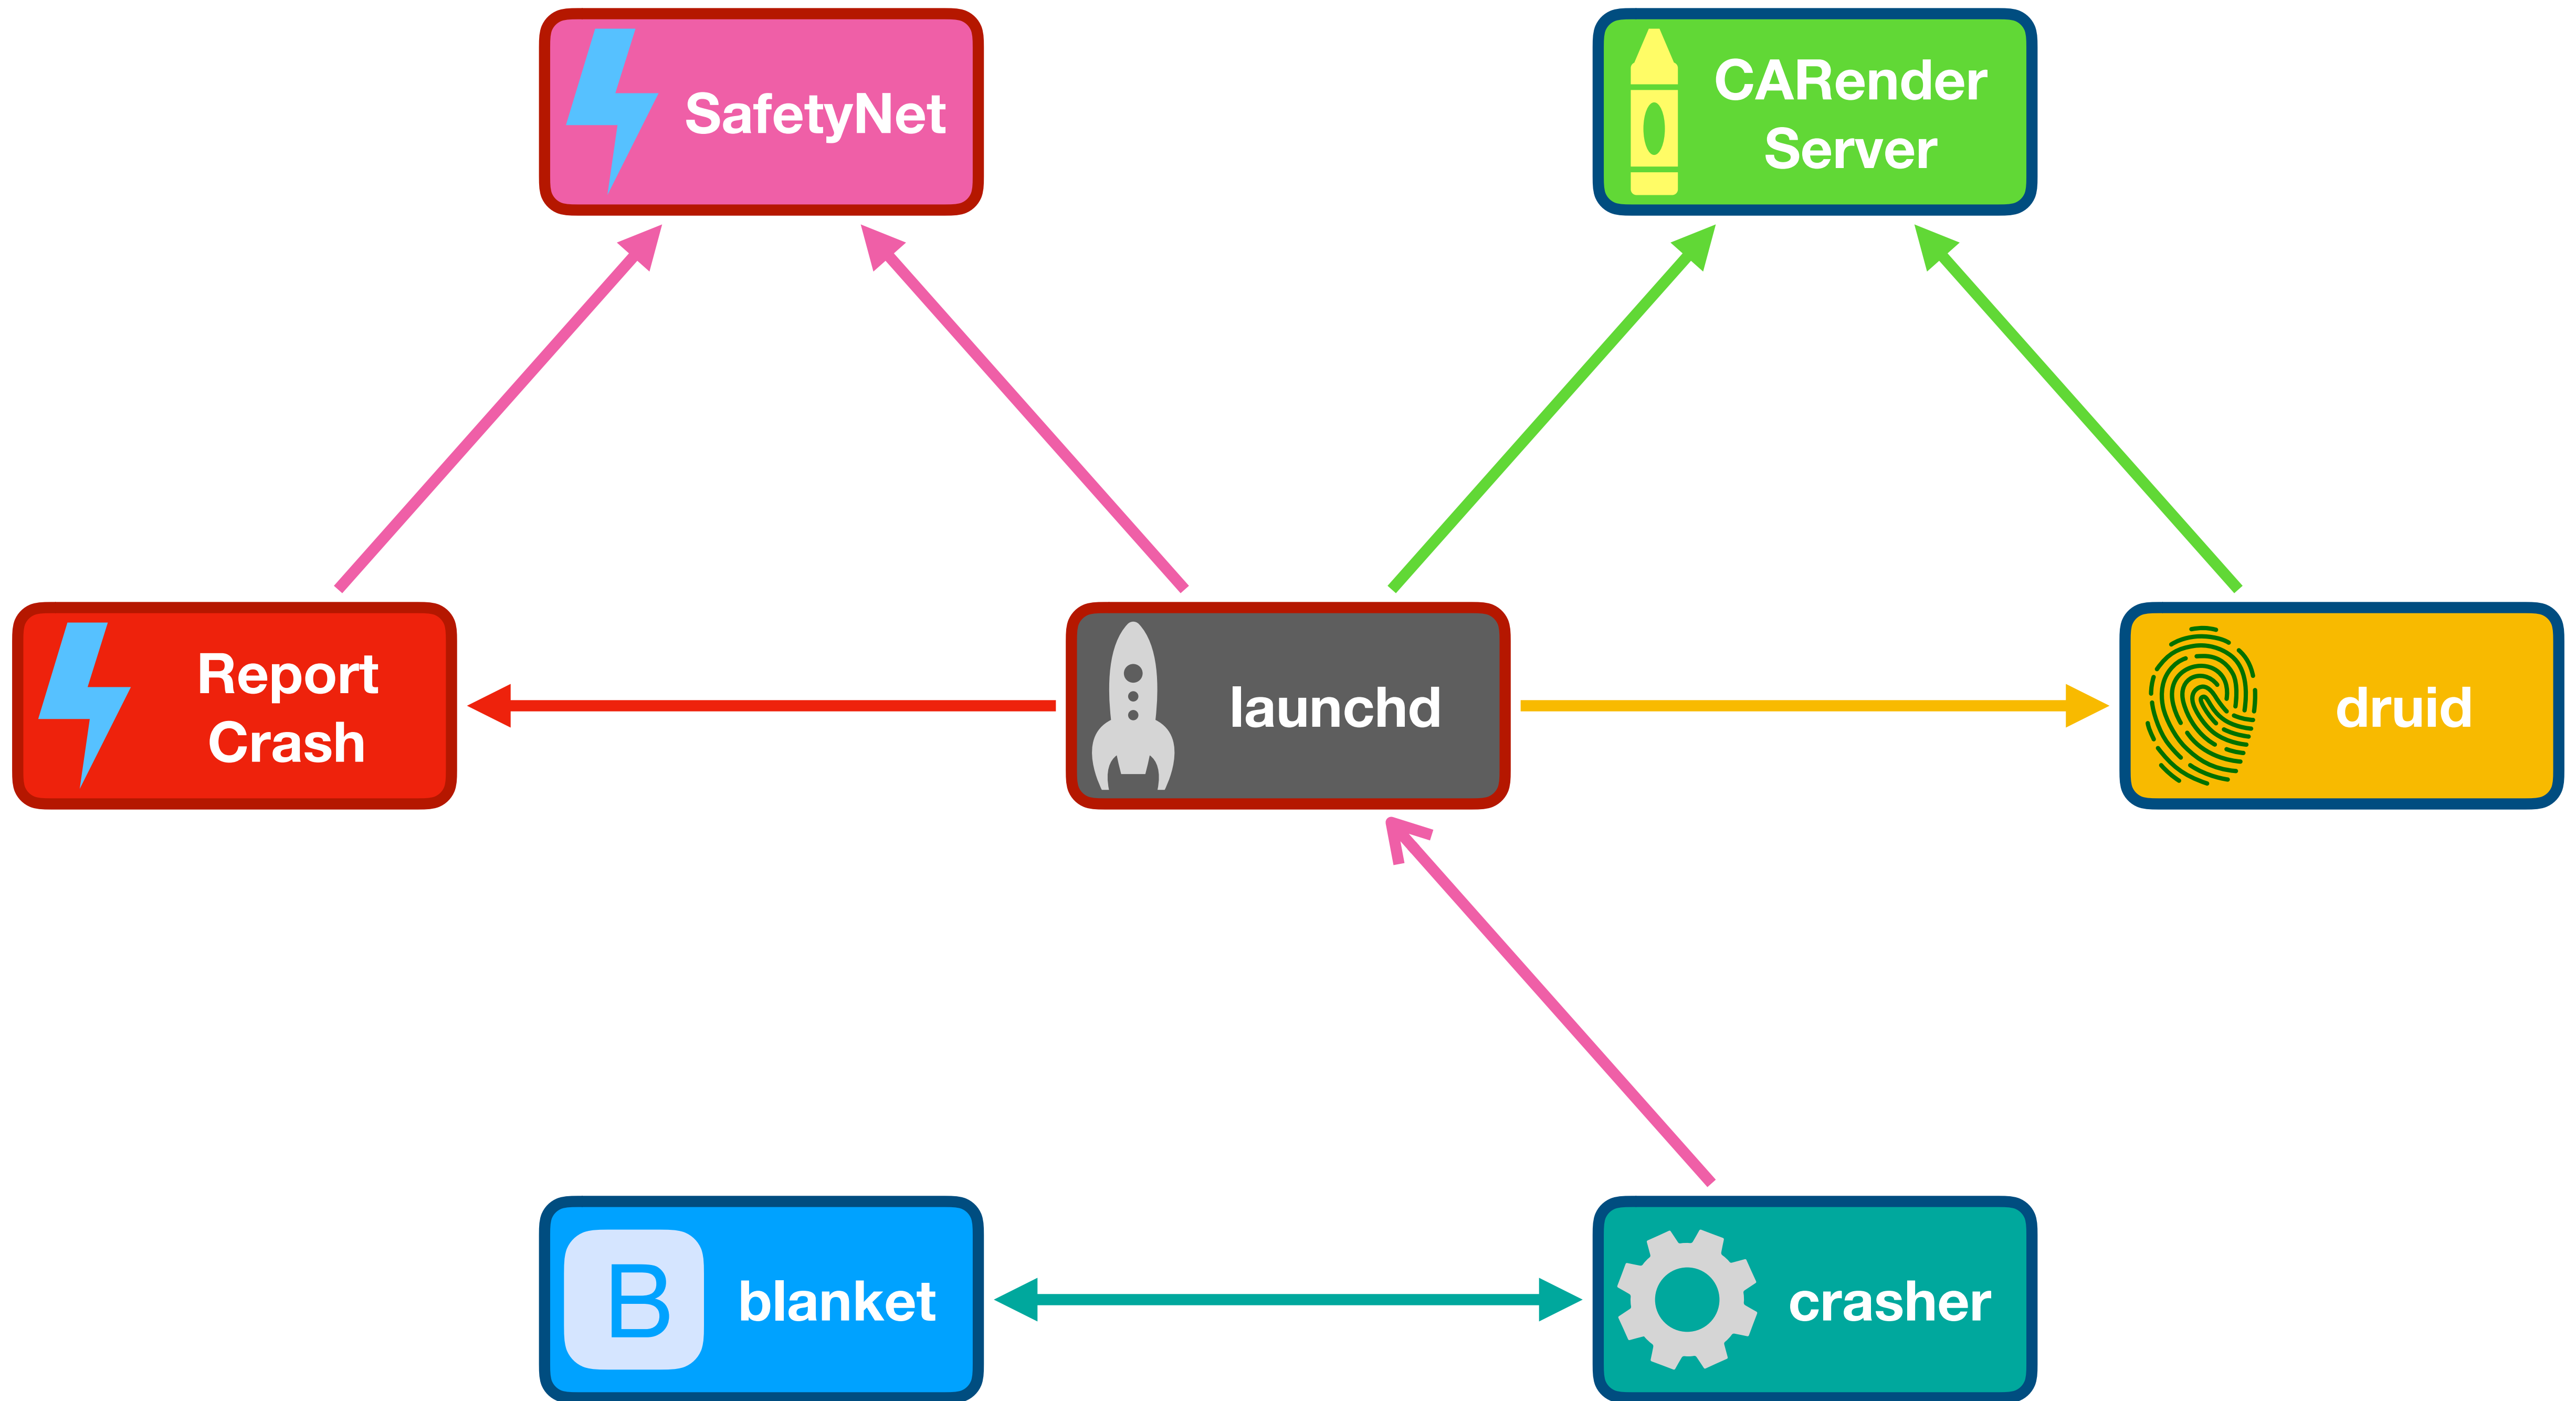 SafetyNet
CARender
Server
Report
Crash
launchd
druid
B
blanket
crasher